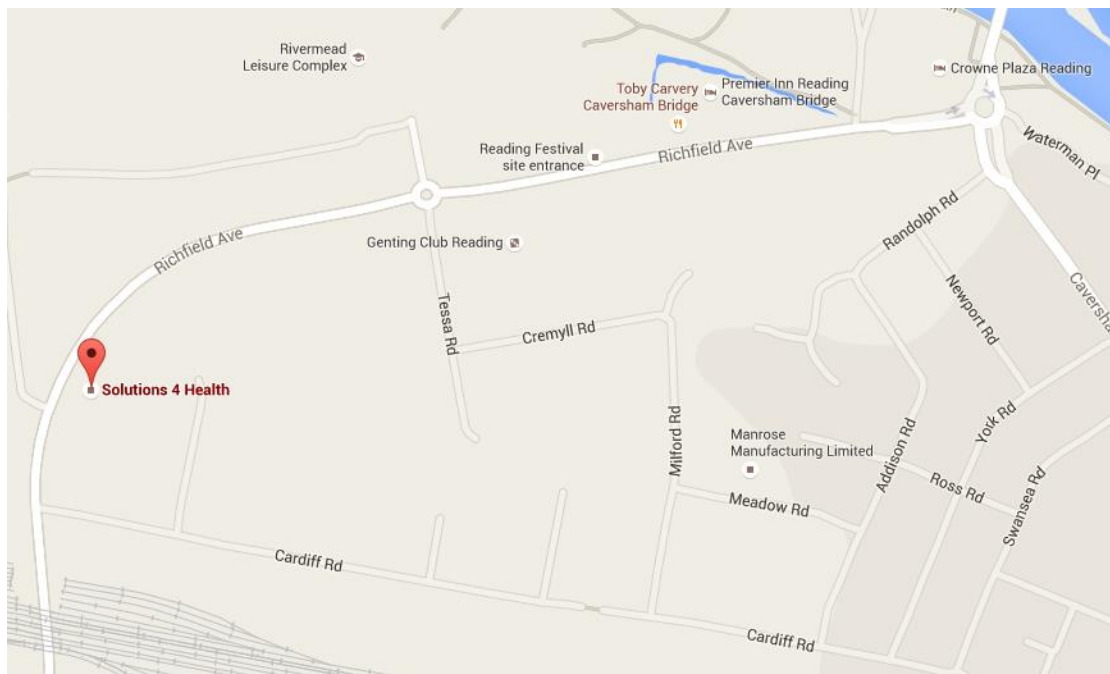 Rivermead
Leisure Complex
Crowne Plaza Reading
Toby Carvery
Caversham Bridge
Premier Inn Reading
Caversham Bridge
Reading Festival
site entrance
Richfield Ave
Waterman Pl
Randolph Rd
Richfield Ave
Genting Club Reading
Tessa Rd
Cremyll Rd
Newport Rd
Caversha
Solutions 4 Health
Milford Rd
Manrose
Manufacturing Limited
Addison Rd
York Rd
Ross Rd
Swansea Rd
Meadow Rd
Cardiff Rd
Cardiff Rd